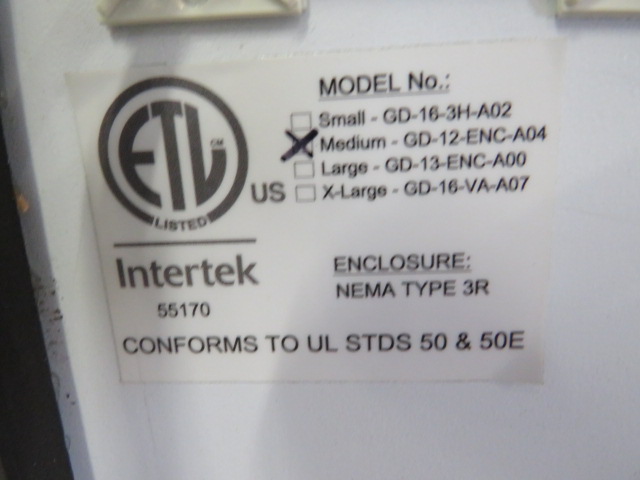 ETL
CM
LISTED
US
Intertek
55170
MODEL No.:
Small - GD-16-3H-A02
Medium - GD-12-ENC-A04
Large - GD-13-ENC-A00
X-Large - GD-16-VA-A07
ENCLOSURE:
NEMA TYPE 3R
CONFORMS TO UL STDS 50 & 50E